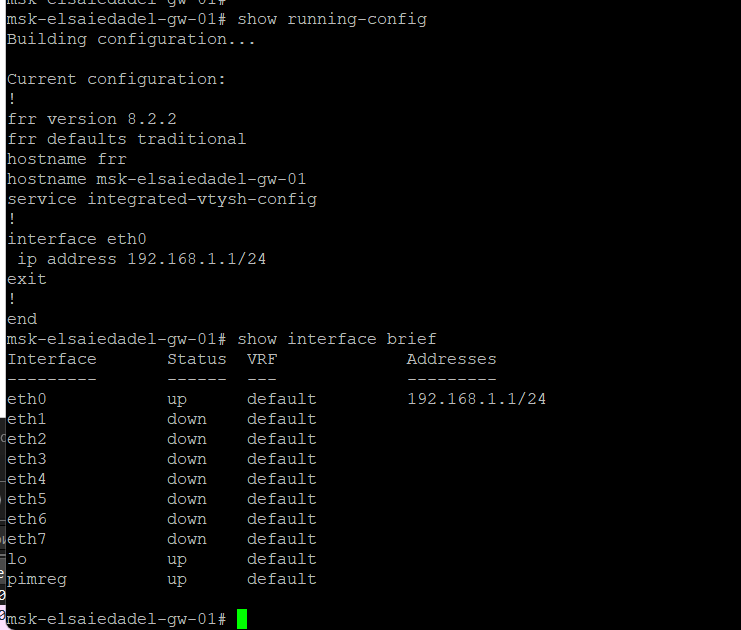 msk-elsaiedadel-gw-01#
msk-elsaiedadel-gw-01# show running-config
Building configuration...
Current configuration:
!
frr version 8.2.2
frr defaults traditional
hostname frr
hostname msk-elsaiedadel-gw-01
service integrated-vtysh-config
!
interface eth0
 ip address 192.168.1.1/24
exit
!
end
msk-elsaiedadel-gw-01# show interface brief
Interface       Status  VRF             Addresses
---------       ------  ---             ---------
eth0            up      default         192.168.1.1/24
eth1            down    default
eth2            down    default
eth3            down    default
eth4            down    default
eth5            down    default
eth6            down    default
eth7            down    default
lo              up      default
pimreg          up      default
msk-elsaiedadel-gw-01#